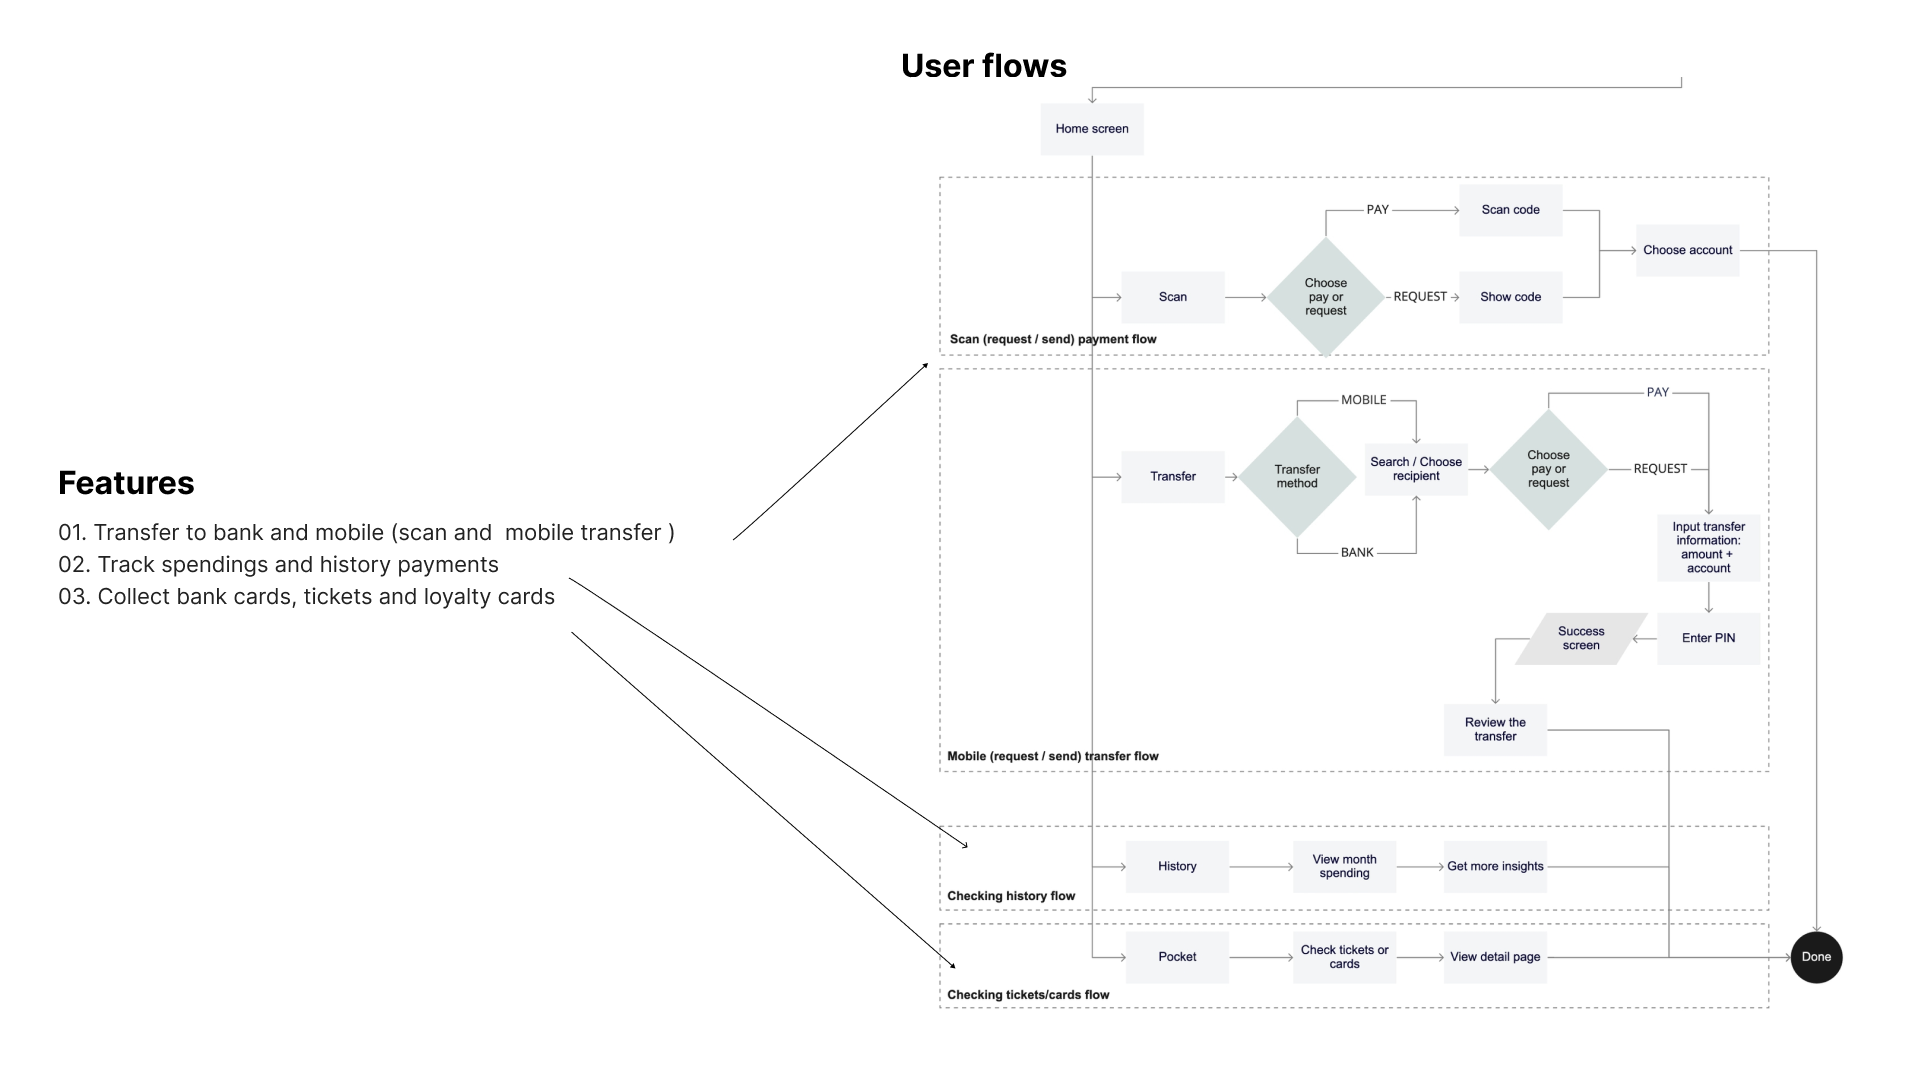 User flows
Home screen
PAY
Scan code
Choose account
Scan
Choose
pay or
request
REQUEST
Show code
Scan (request / send) payment flow
MOBILE
PAY
Transfer
Transfer
method
Search / Choose
recipient
Choose
pay or
request
REQUEST
BANK
Input transfer
information:
amount +
account
Enter PIN
Success
screen
Review the
transfer
Mobile (request / send) transfer flow
Features
01. Transfer to bank and mobile (scan and  mobile transfer )
02. Track spendings and history payments
03. Collect bank cards, tickets and loyalty cards
History
View month
spending
Get more insights
Checking history flow
Pocket
Check tickets or
cards
View detail page
Done
Checking tickets/cards flow